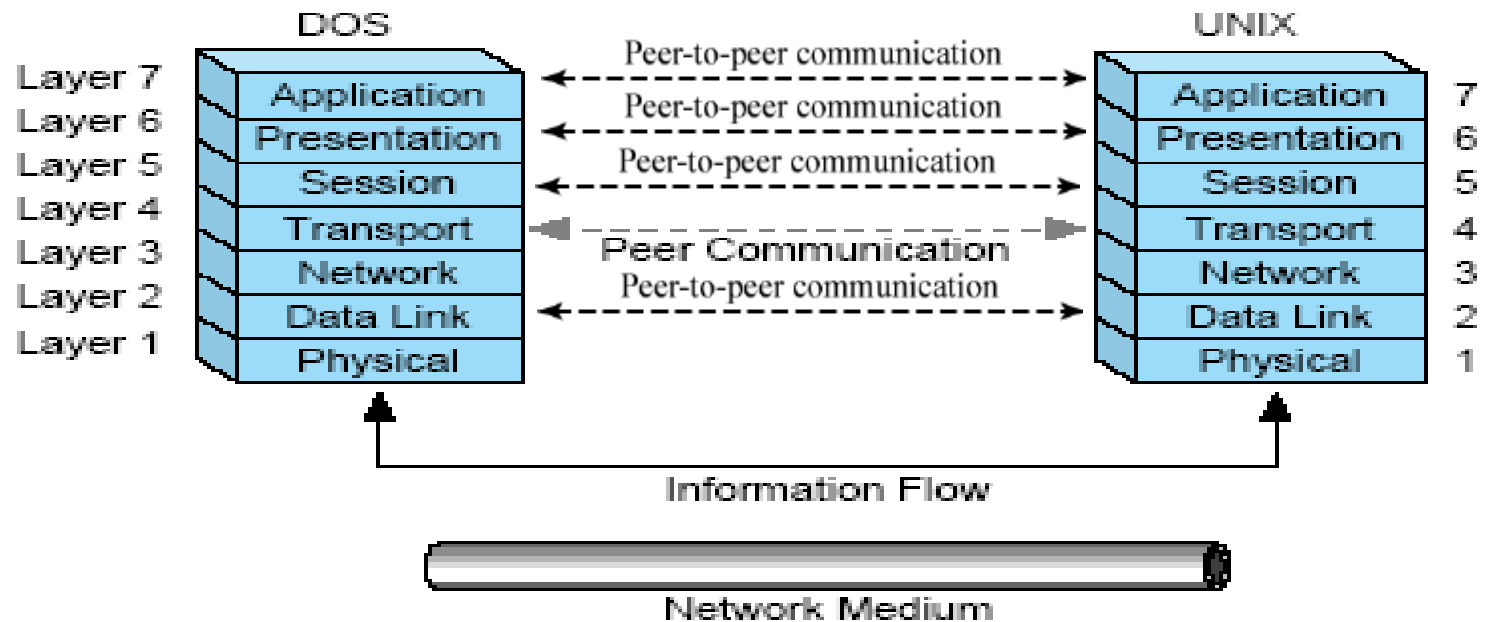 DOS
UNIX
Layer 7
Application
Peer-to-peer communication
Application
7
Layer 6
Presentation
Peer-to-peer communication
Presentation
6
Layer 5
Session
Peer-to-peer communication
Session
5
Layer 4
Transport
Peer Communication
Transport
4
Layer 3
Network
Network
3
Layer 2
Data Link
Peer-to-peer communication
Data Link
2
Layer 1
Physical
Physical
1
Information Flow
Network Medium